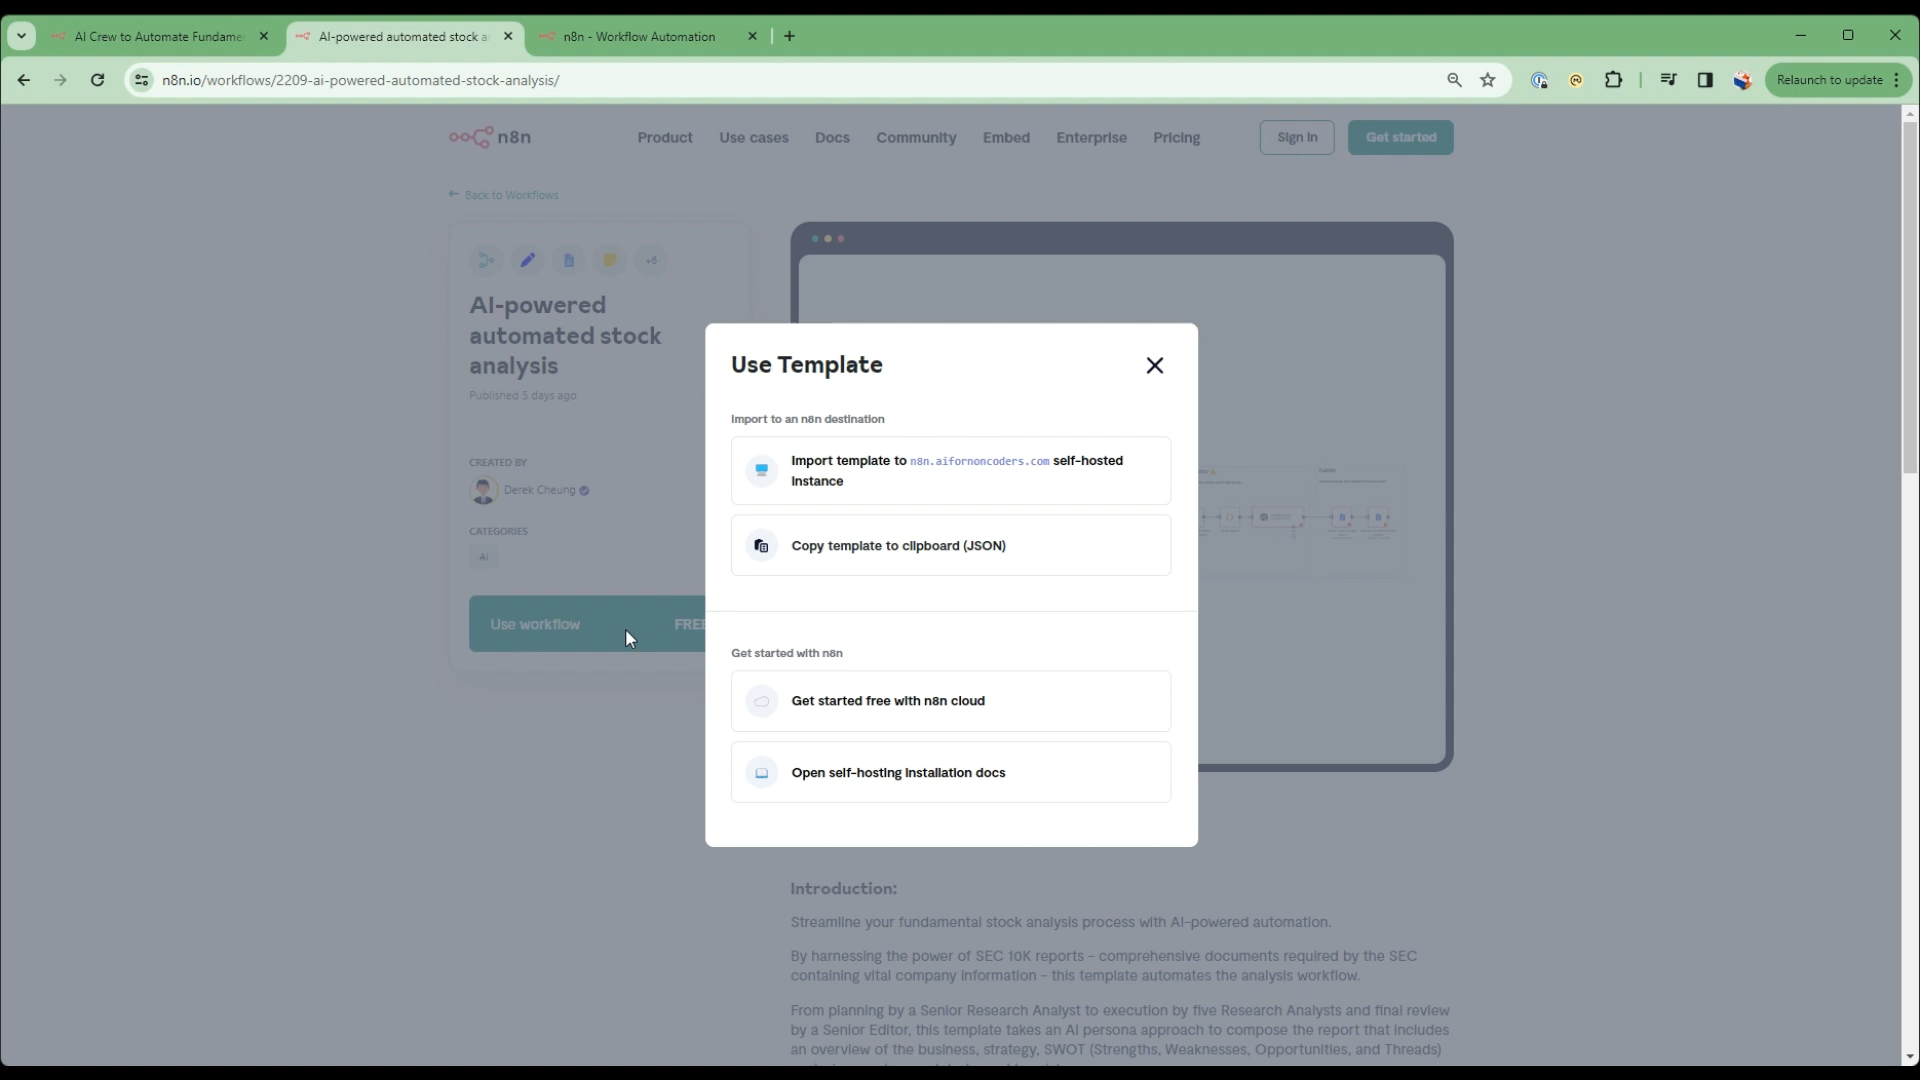 AI Crew to Automate Fundame
AI-powered automated stock a
n8n - Workflow Automation
n8n.io/workflows/2209-ai-powered-automated-stock-analysis/
Relaunch to update
n8n
Product
Use cases
Docs
Community
Embed
Enterprise
Pricing
Sign in
Get started
Back to Workflows
+6
AI-powered
automated stock
analysis
Published 5 days ago
CREATED BY
Derek Cheung
CATEGORIES
AI
Use workflow
FREE
Use Template
Import to an n8n destination
Import template to n8n.aifornoncoders.com self-hosted
instance
Copy template to clipboard (JSON)
Get started with n8n
Get started free with n8n cloud
Open self-hosting installation docs
Introduction:
Streamline your fundamental stock analysis process with AI-powered automation.
By harnessing the power of SEC 10K reports - comprehensive documents required by the SEC
containing vital company information - this template automates the analysis workflow.
From planning by a Senior Research Analyst to execution by five Research Analysts and final review
by a Senior Editor, this template takes an AI persona approach to compose the report that includes
an overview of the business, strategy, SWOT (Strengths, Weaknesses, Opportunities, and Threads)